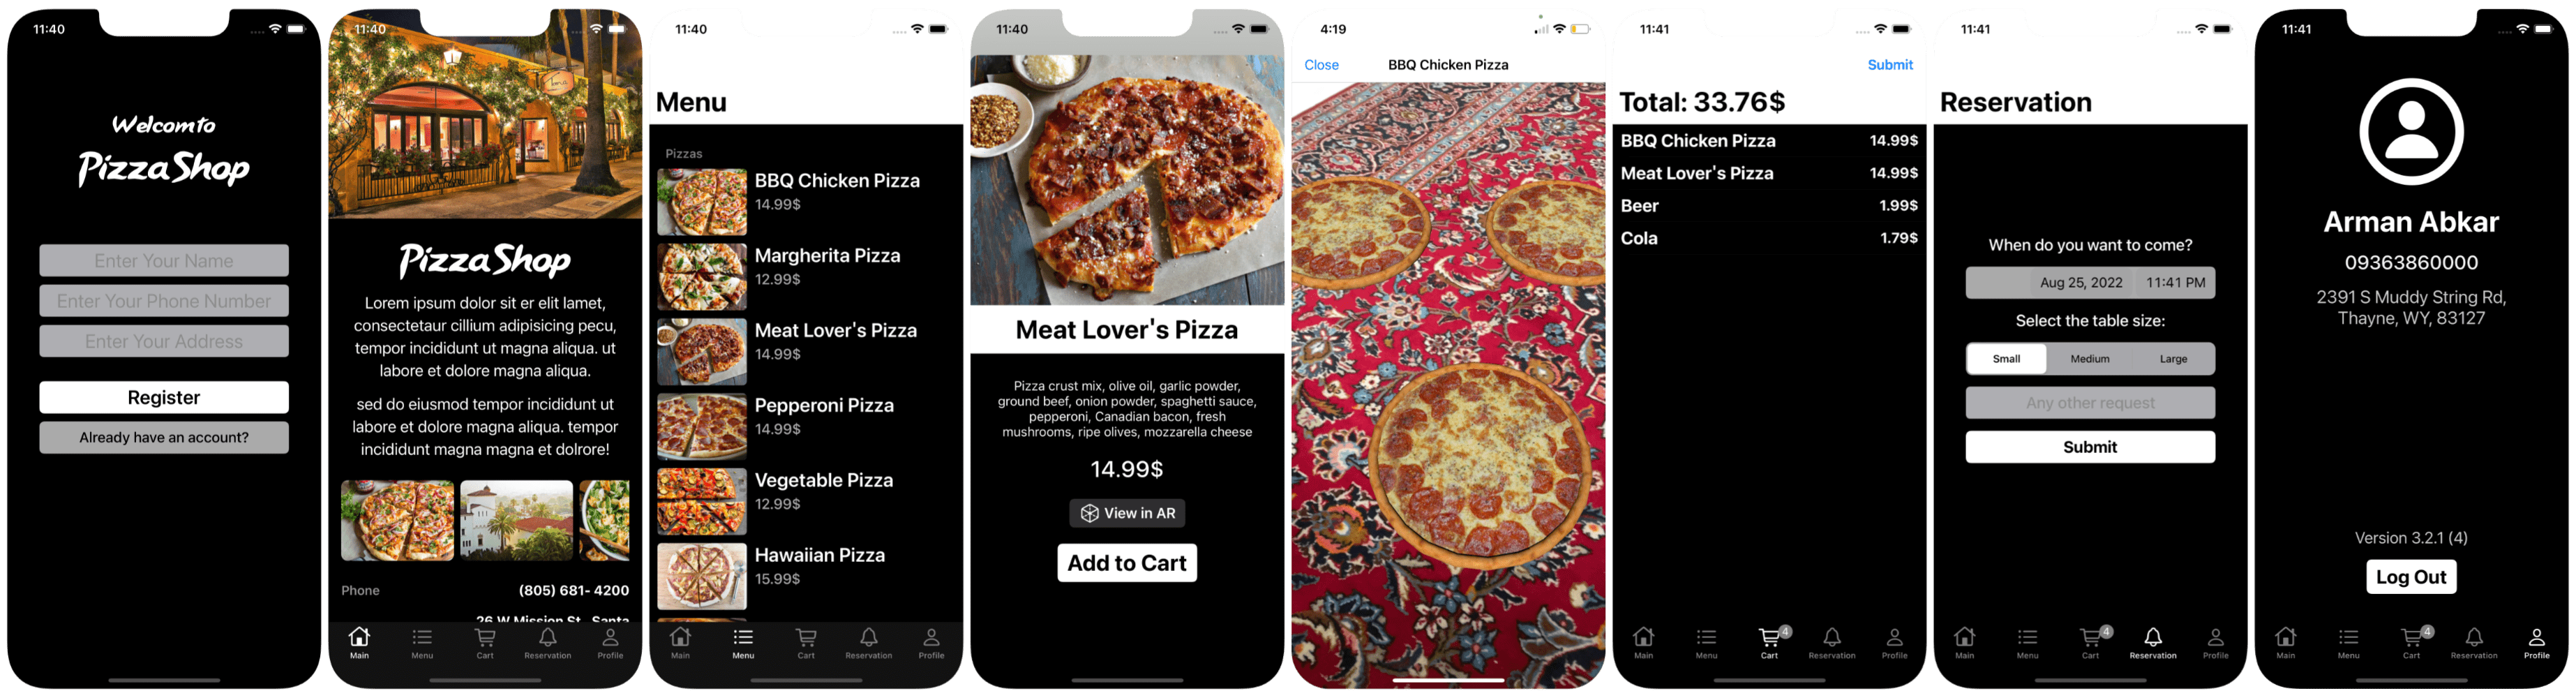 11:40
Welcom to
PizzaShop
Enter Your Name
Enter Your Phone Number
Enter Your Address
Register
Already have an account?
11:40
PizzaShop
Lorem ipsum dolor sit er elit lamet,
consectetaur cillium adipisicing pecu,
tempor incididunt ut magna aliqua. ut
labore et dolore magna aliqua.
sed do eiusmod tempor incididunt ut
labore et dolore magna aliqua. tempor
incididunt magna magna et dolrore!
Phone
(805) 681- 4200
26 W Mission St, Santa
Main
Menu
Cart
Reservation
Profile
11:40
Menu
Pizzas
BBQ Chicken Pizza
14.99$
Margherita Pizza
12.99$
Meat Lover's Pizza
14.99$
Pepperoni Pizza
14.99$
Vegetable Pizza
12.99$
Hawaiian Pizza
15.99$
Main
Menu
Cart
Reservation
Profile
11:40
Meat Lover's Pizza
Pizza crust mix, olive oil, garlic powder,
ground beef, onion powder, spaghetti sauce,
pepperoni, Canadian bacon, fresh
mushrooms, ripe olives, mozzarella cheese
14.99$
View in AR
Add to Cart
4:19
Close
BBQ Chicken Pizza
11:41
Submit
Total: 33.76$
BBQ Chicken Pizza
14.99$
Meat Lover's Pizza
14.99$
Beer
1.99$
Cola
1.79$
4
Main
Menu
Cart
Reservation
Profile
11:41
Reservation
When do you want to come?
Aug 25, 2022
11:41 PM
Select the table size:
Small
Medium
Large
Any other request
Submit
4
Main
Menu
Cart
Reservation
Profile
11:41
Arman Abkar
09363860000
2391 S Muddy String Rd,
Thayne, WY, 83127
Version 3.2.1 (4)
Log Out
4
Main
Menu
Cart
Reservation
Profile